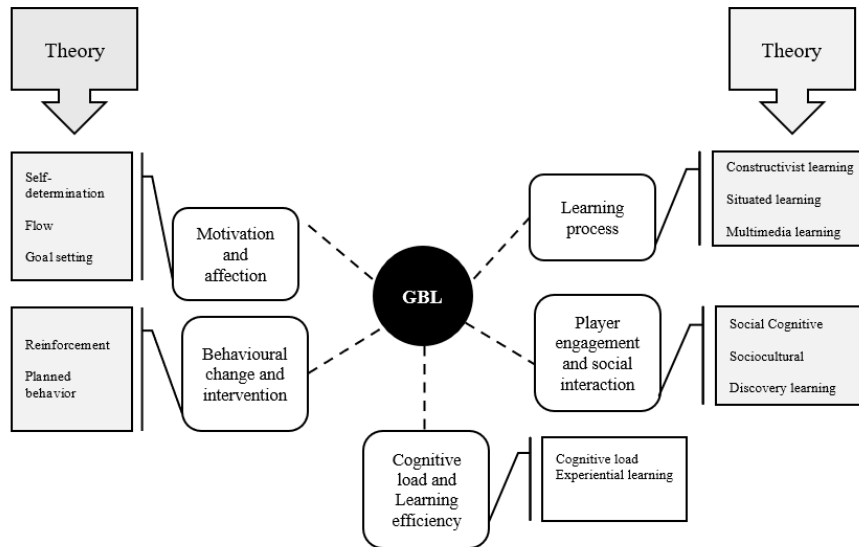 Theory
Theory
Self-
determination
Flow
Goal setting
Motivation
and
affection
Learning
process
Constructivist learning
Situated learning
Multimedia learning
GBL
Reinforcement
Planned
behavior
Behavioural
change and
intervention
Player
engagement
and social
interaction
Social Cognitive
Sociocultural
Discovery learning
Cognitive
load and
Learning
efficiency
Cognitive load
Experiential learning